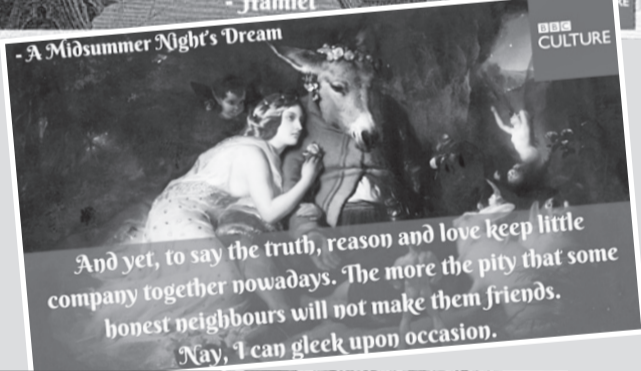 - Hamlet
- A Midsummer Night's Dream
BBC
CULTURE
And yet, to say the truth, reason and love keep little
company together nowadays. The more the pity that some
honest neighbours will not make them friends.
Nay, I can gleek upon occasion.